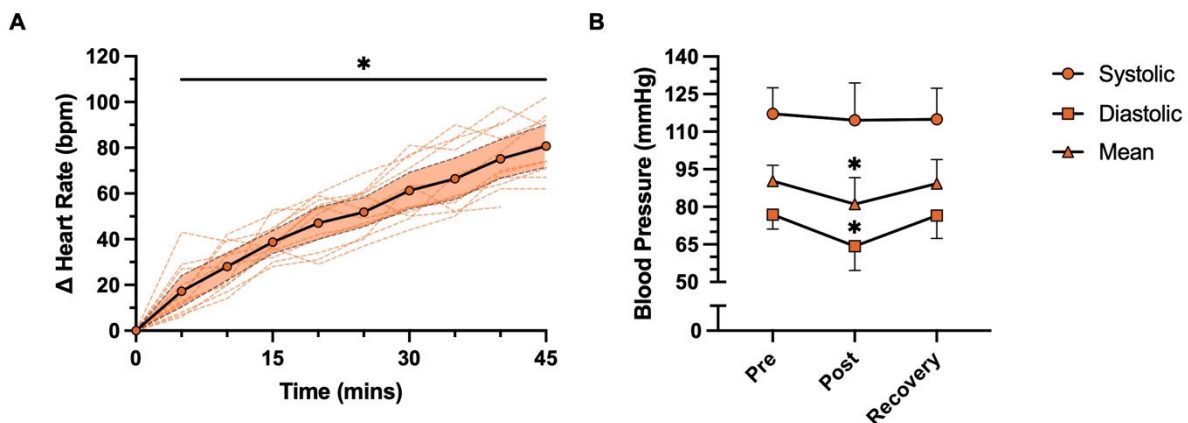 A
Δ Heart Rate (bpm)
120
100
80
60
40
20
0
*
0 15 30 45
Time (mins)
B
Blood Pressure (mmHg)
140
125
110
95
80
65
50
0
*
*
Pre
Post
Recovery
Systolic
Diastolic
Mean